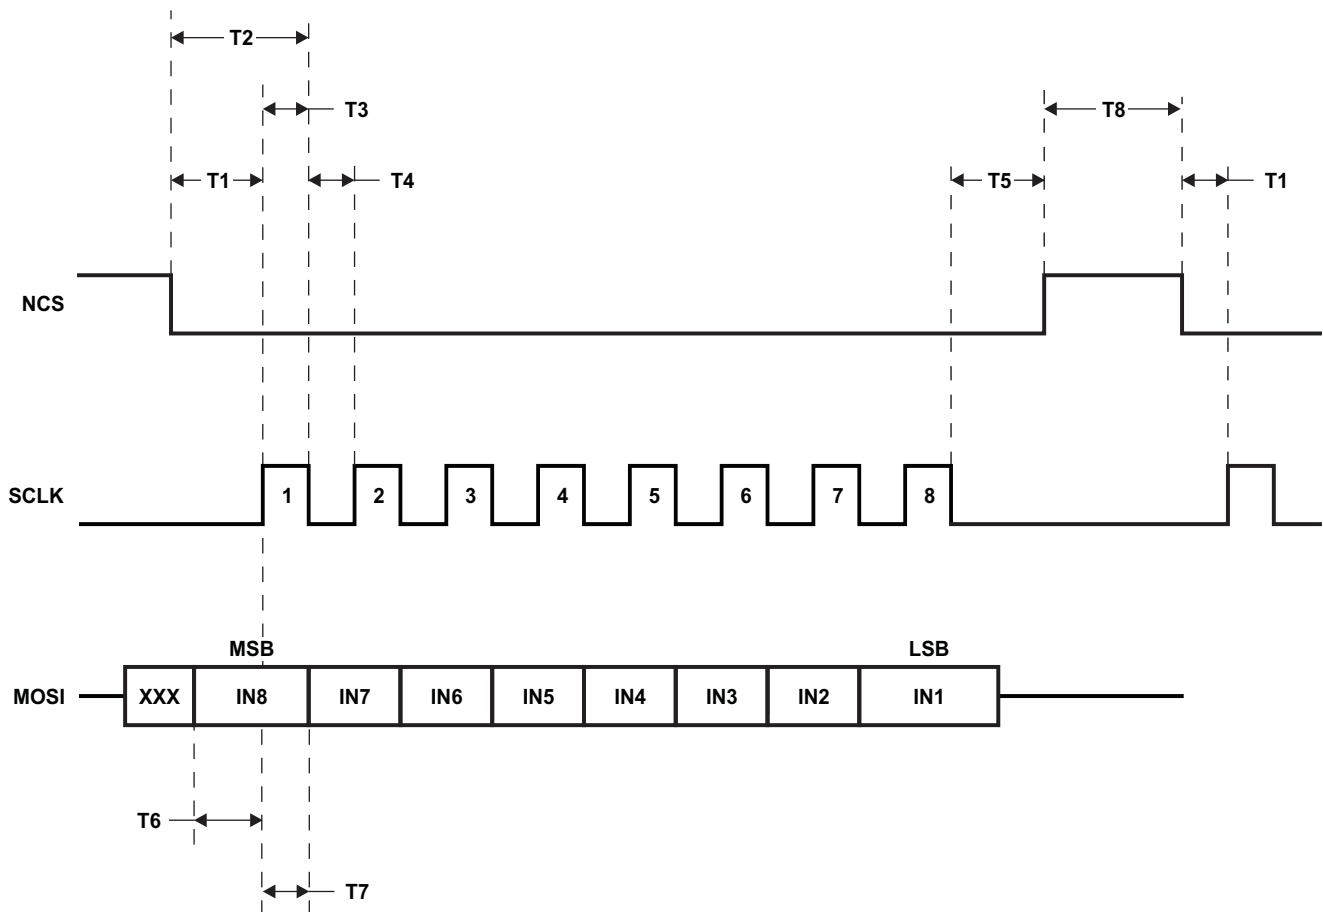 T2
T3
T8
T1
T4
T5
T1
NCS
SCLK
1 2 3 4 5 6 7 8
MSB
LSB
MOSI
XXX IN8 IN7 IN6 IN5 IN4 IN3 IN2 IN1
T6
T7